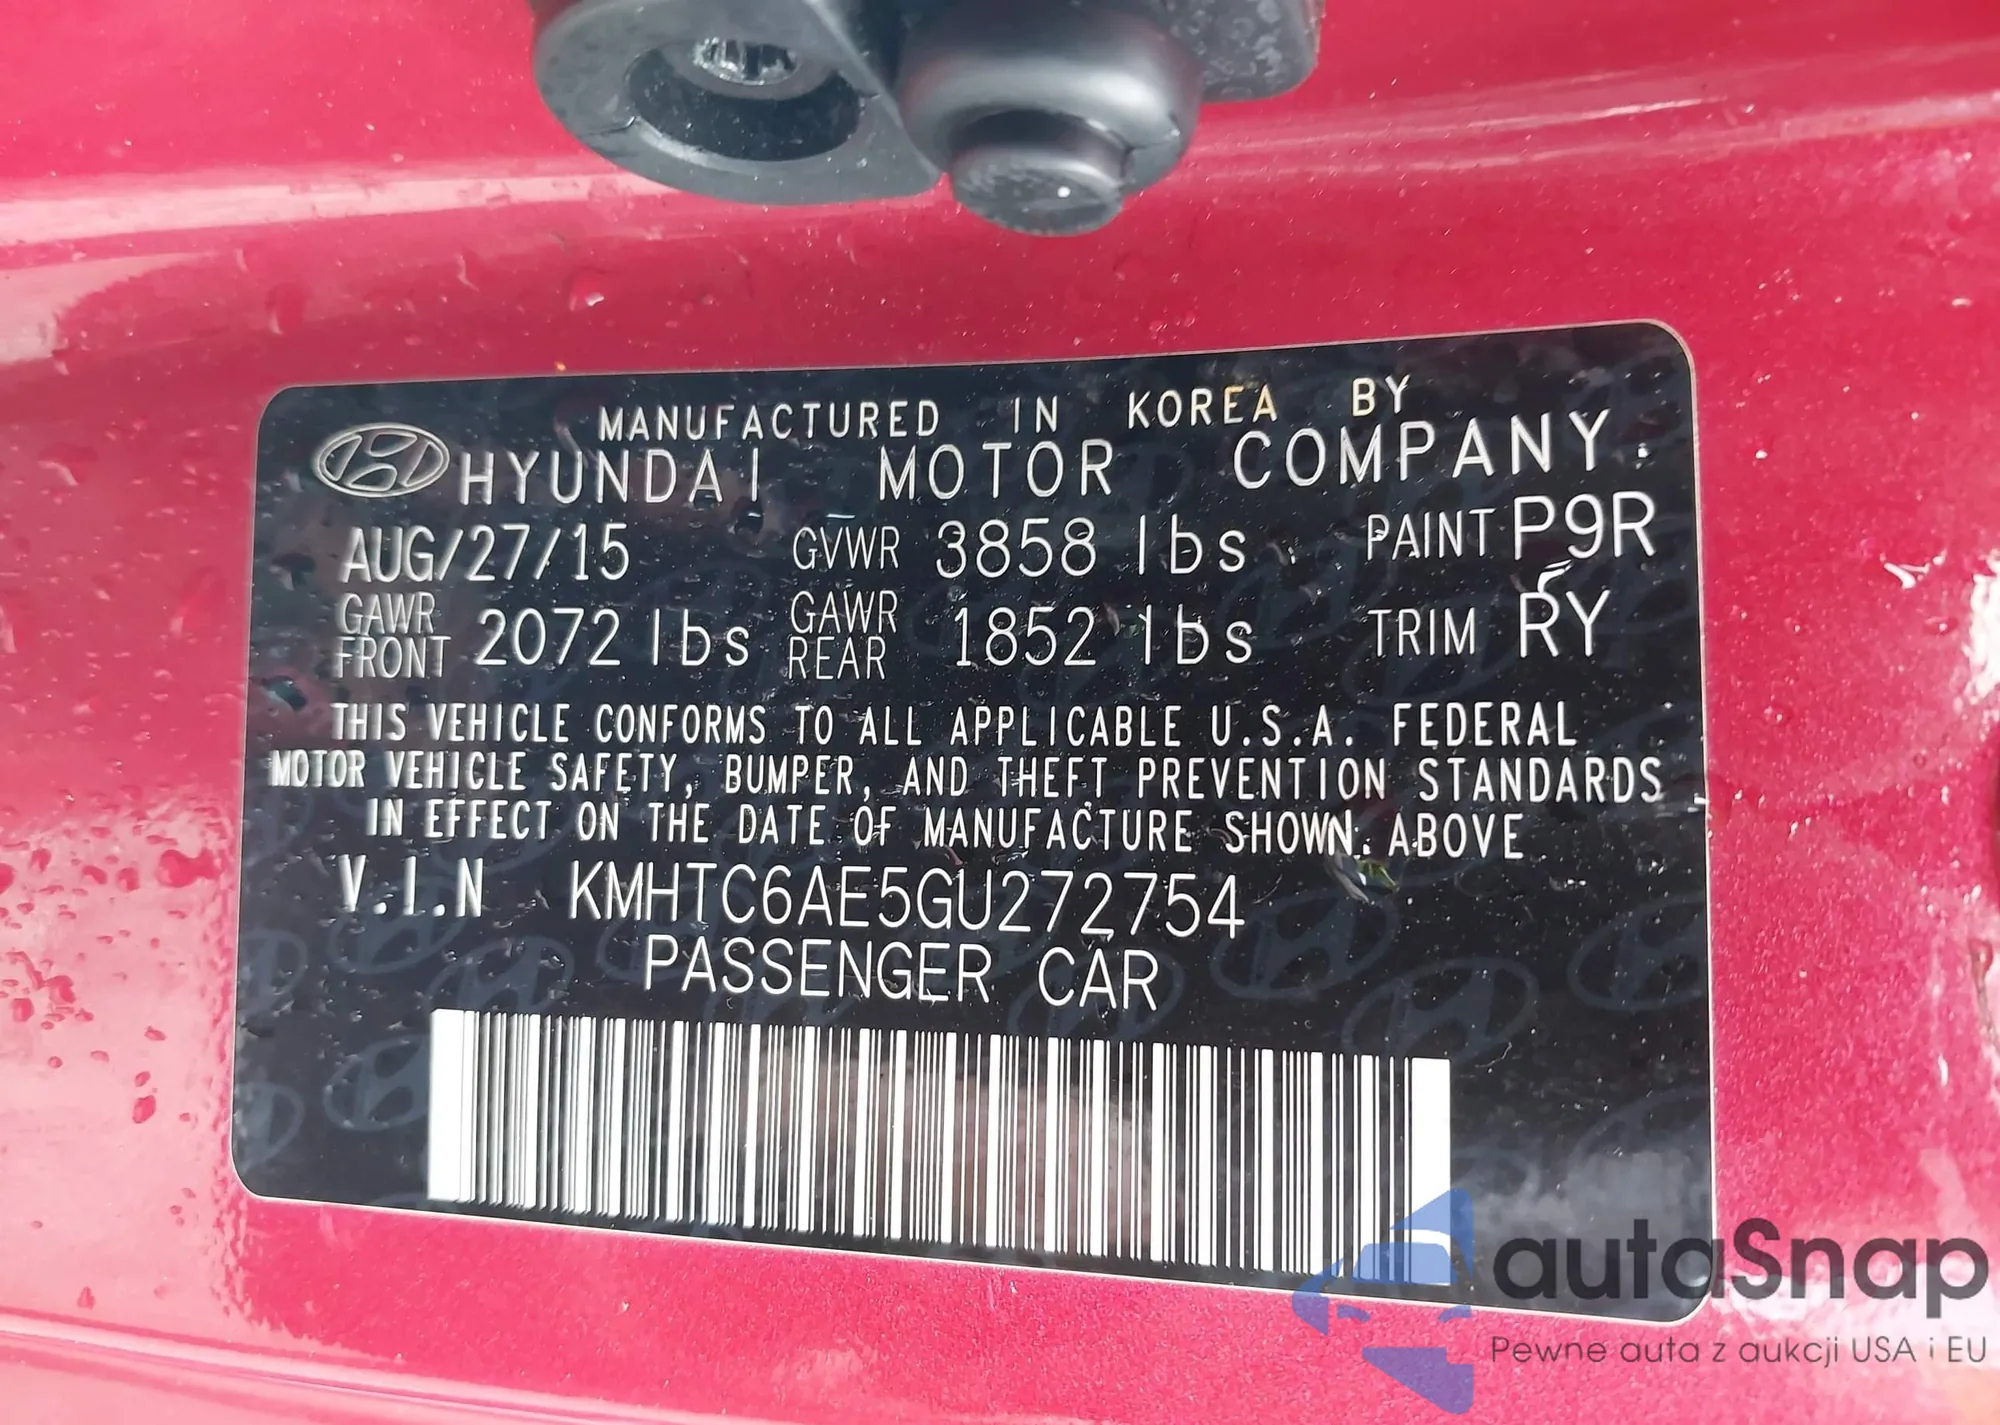 MANUFACTURED IN KOREA BY
HYUNDAI MOTOR COMPANY.
AUG/27/15 GVWR 3858 lbs PAINT P9R
GAWR FRONT 2072 lbs GAWR REAR 1852 lbs TRIM RY
THIS VEHICLE CONFORMS TO ALL APPLICABLE U.S.A. FEDERAL
MOTOR VEHICLE SAFETY, BUMPER, AND THEFT PREVENTION STANDARDS
IN EFFECT ON THE DATE OF MANUFACTURE SHOWN ABOVE
V.I.N KMHTC6AE5GU272754
PASSENGER CAR
autaSnap
Pewne auta z aukcji USA i EU